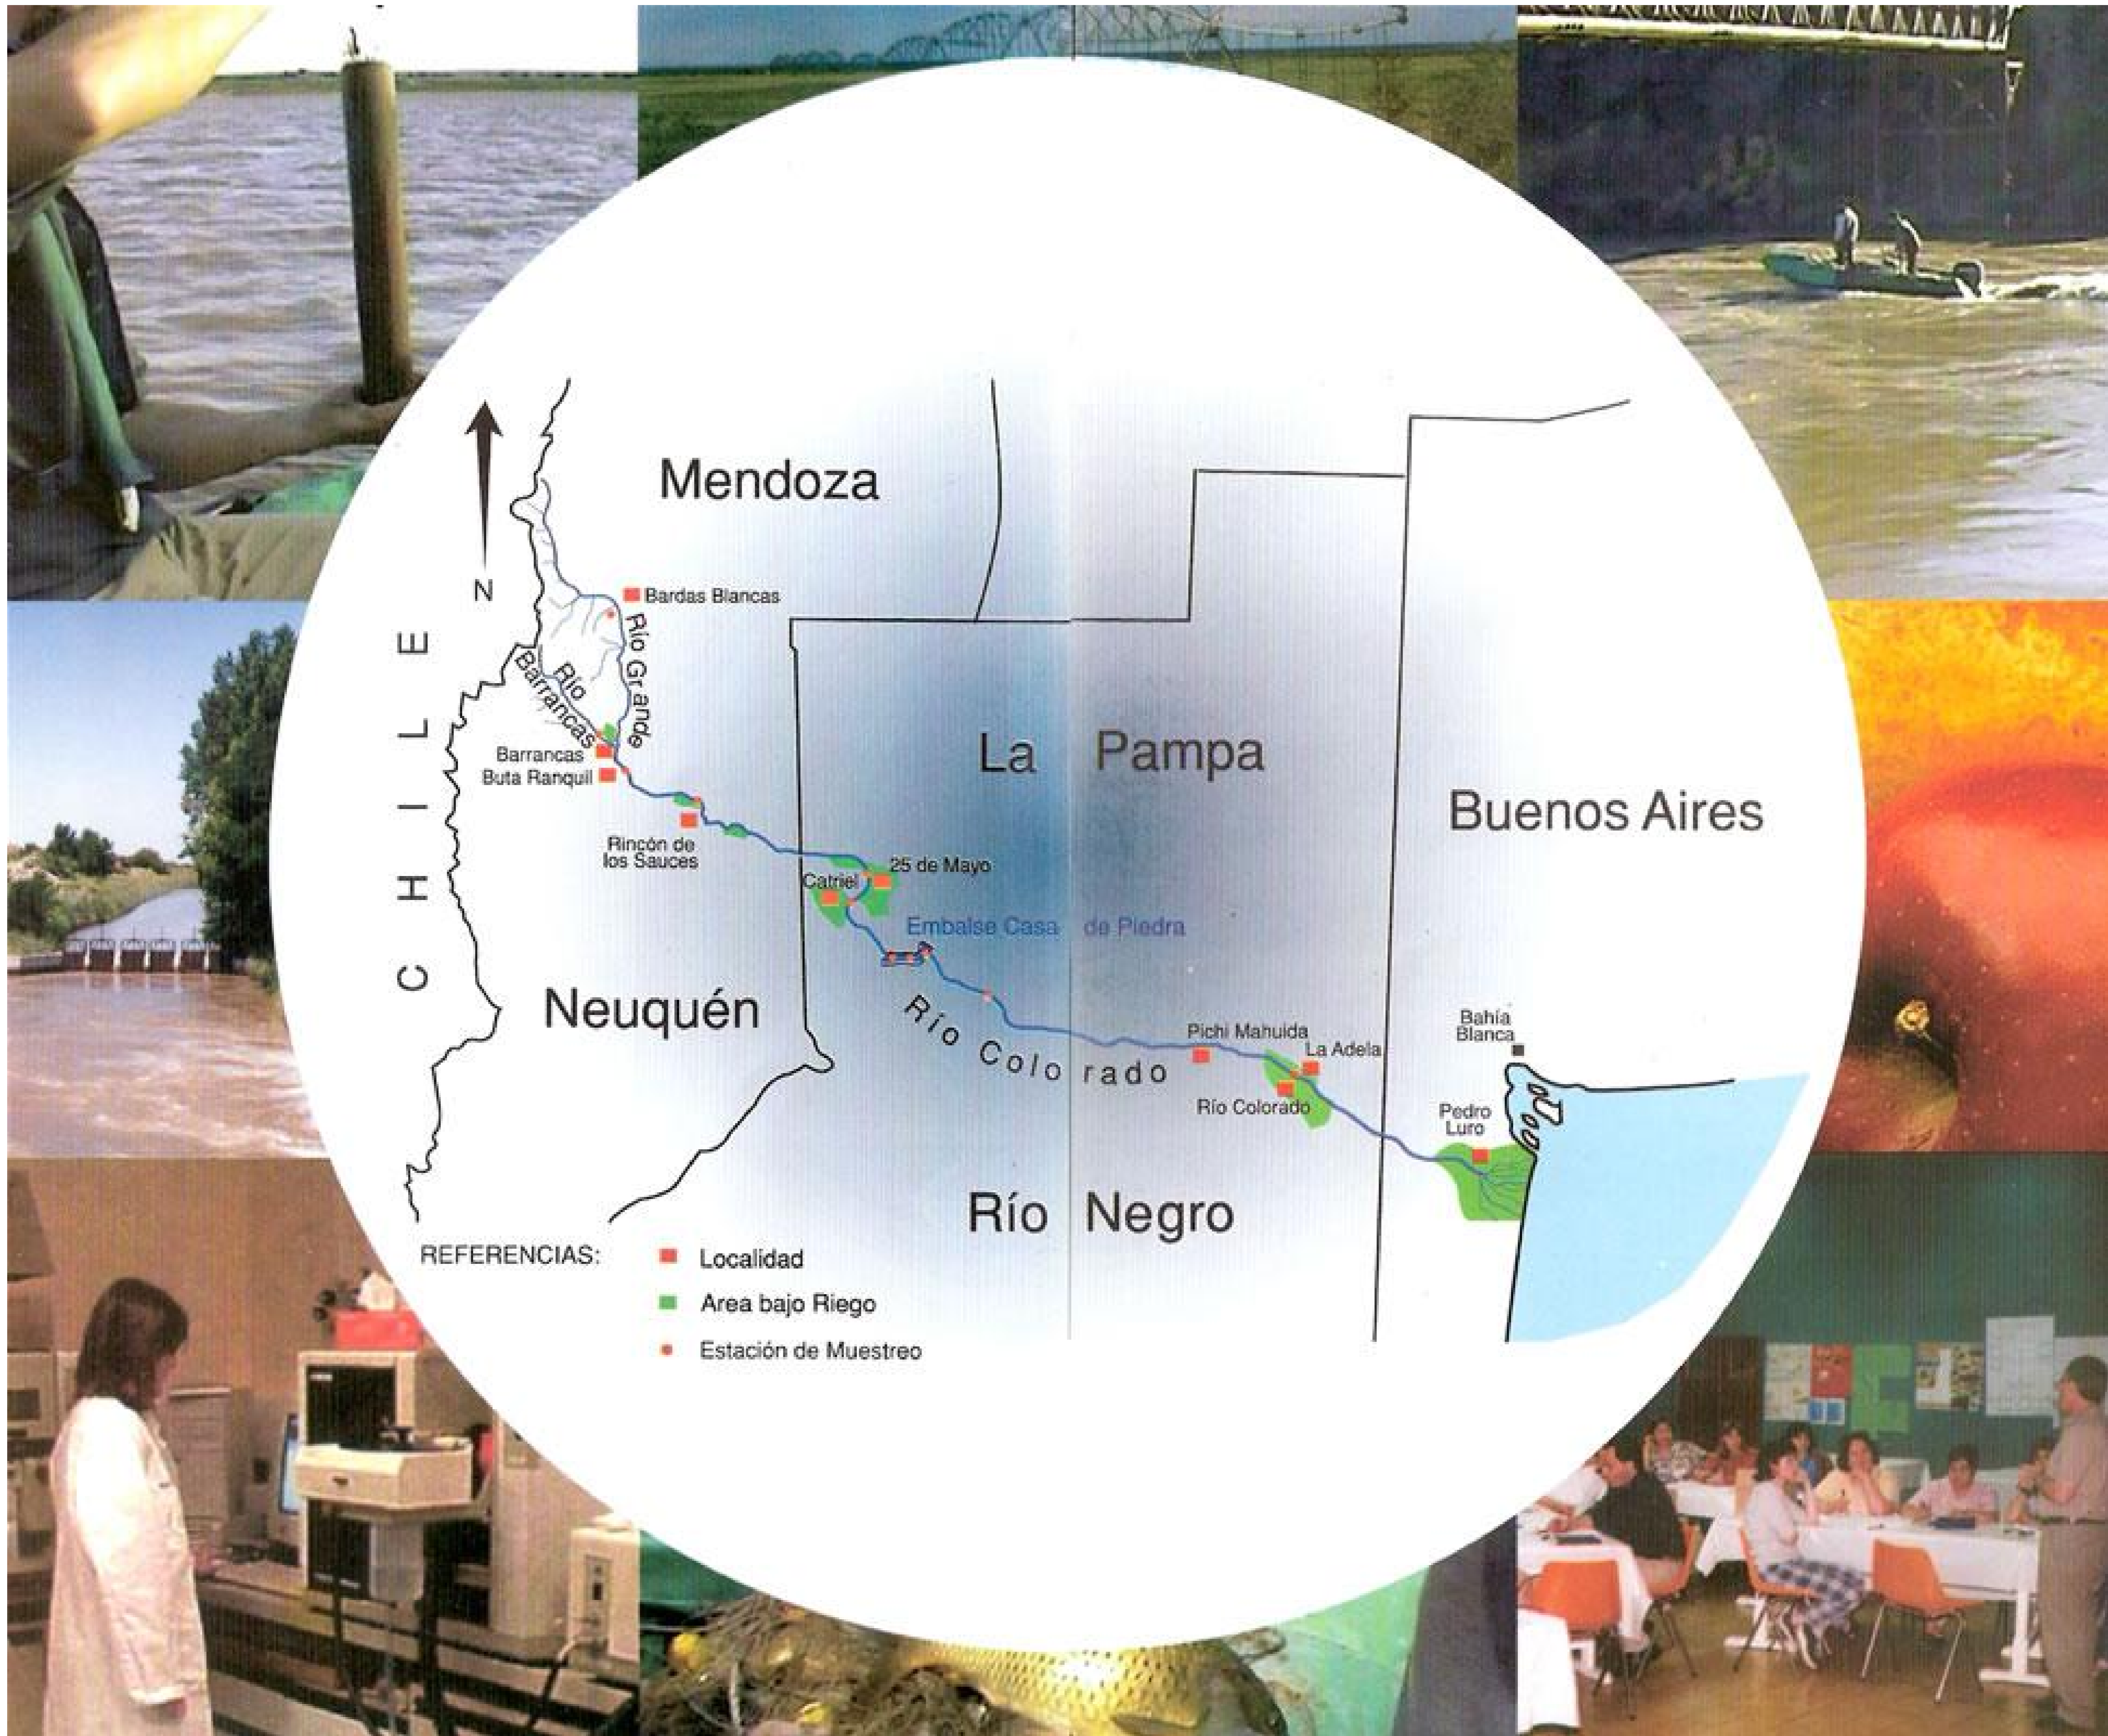 Mendoza
N
Bardas Blancas
Río Grande
Río
Barrancas
CHILE
Barrancas
Buta Ranquil
La Pampa
Buenos Aires
Rincón de
los Sauces
25 de Mayo
Catriel
Embalse Casa de Piedra
Neuquén
Río Colorado
Pichi Mahuida
La Adela
Río Colorado
Bahía
Blanca
Pedro
Luro
Río Negro
REFERENCIAS:
Localidad
Area bajo Riego
Estación de Muestreo